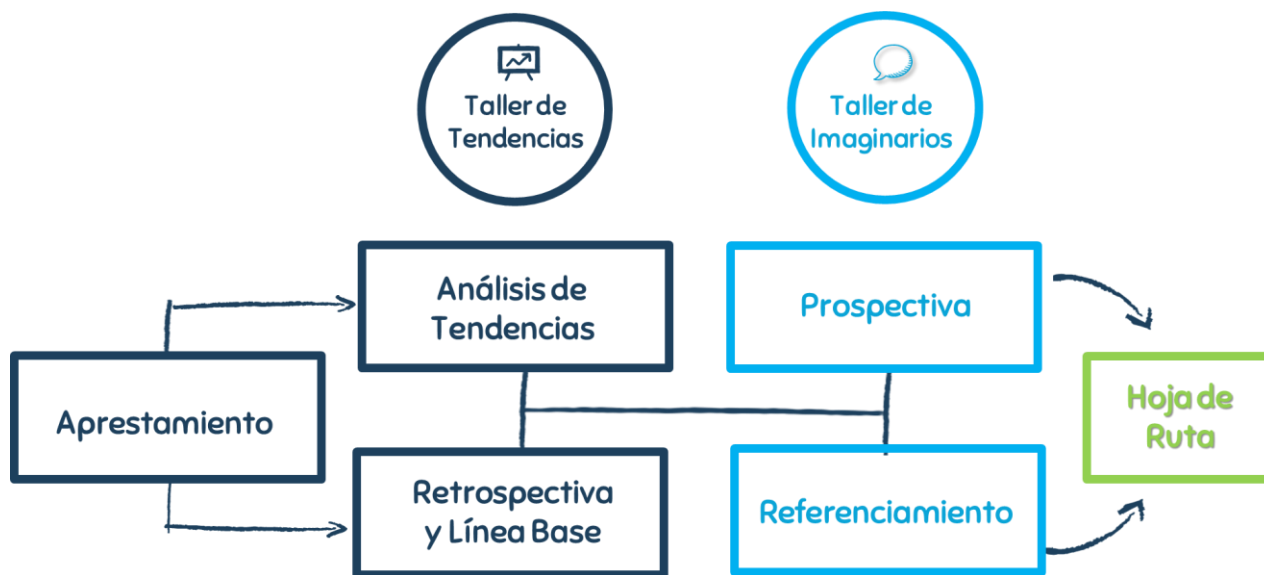 Taller de
Tendencias
Taller de
Imaginarios
Análisis de
Tendencias
Prospectiva
Aprestamiento
Hoja de
Ruta
Retrospectiva
y Línea Base
Referenciamiento